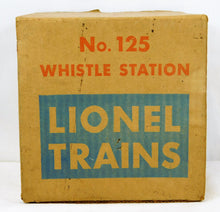 No. 125
WHISTLE STATION
LIONEL
TRAINS